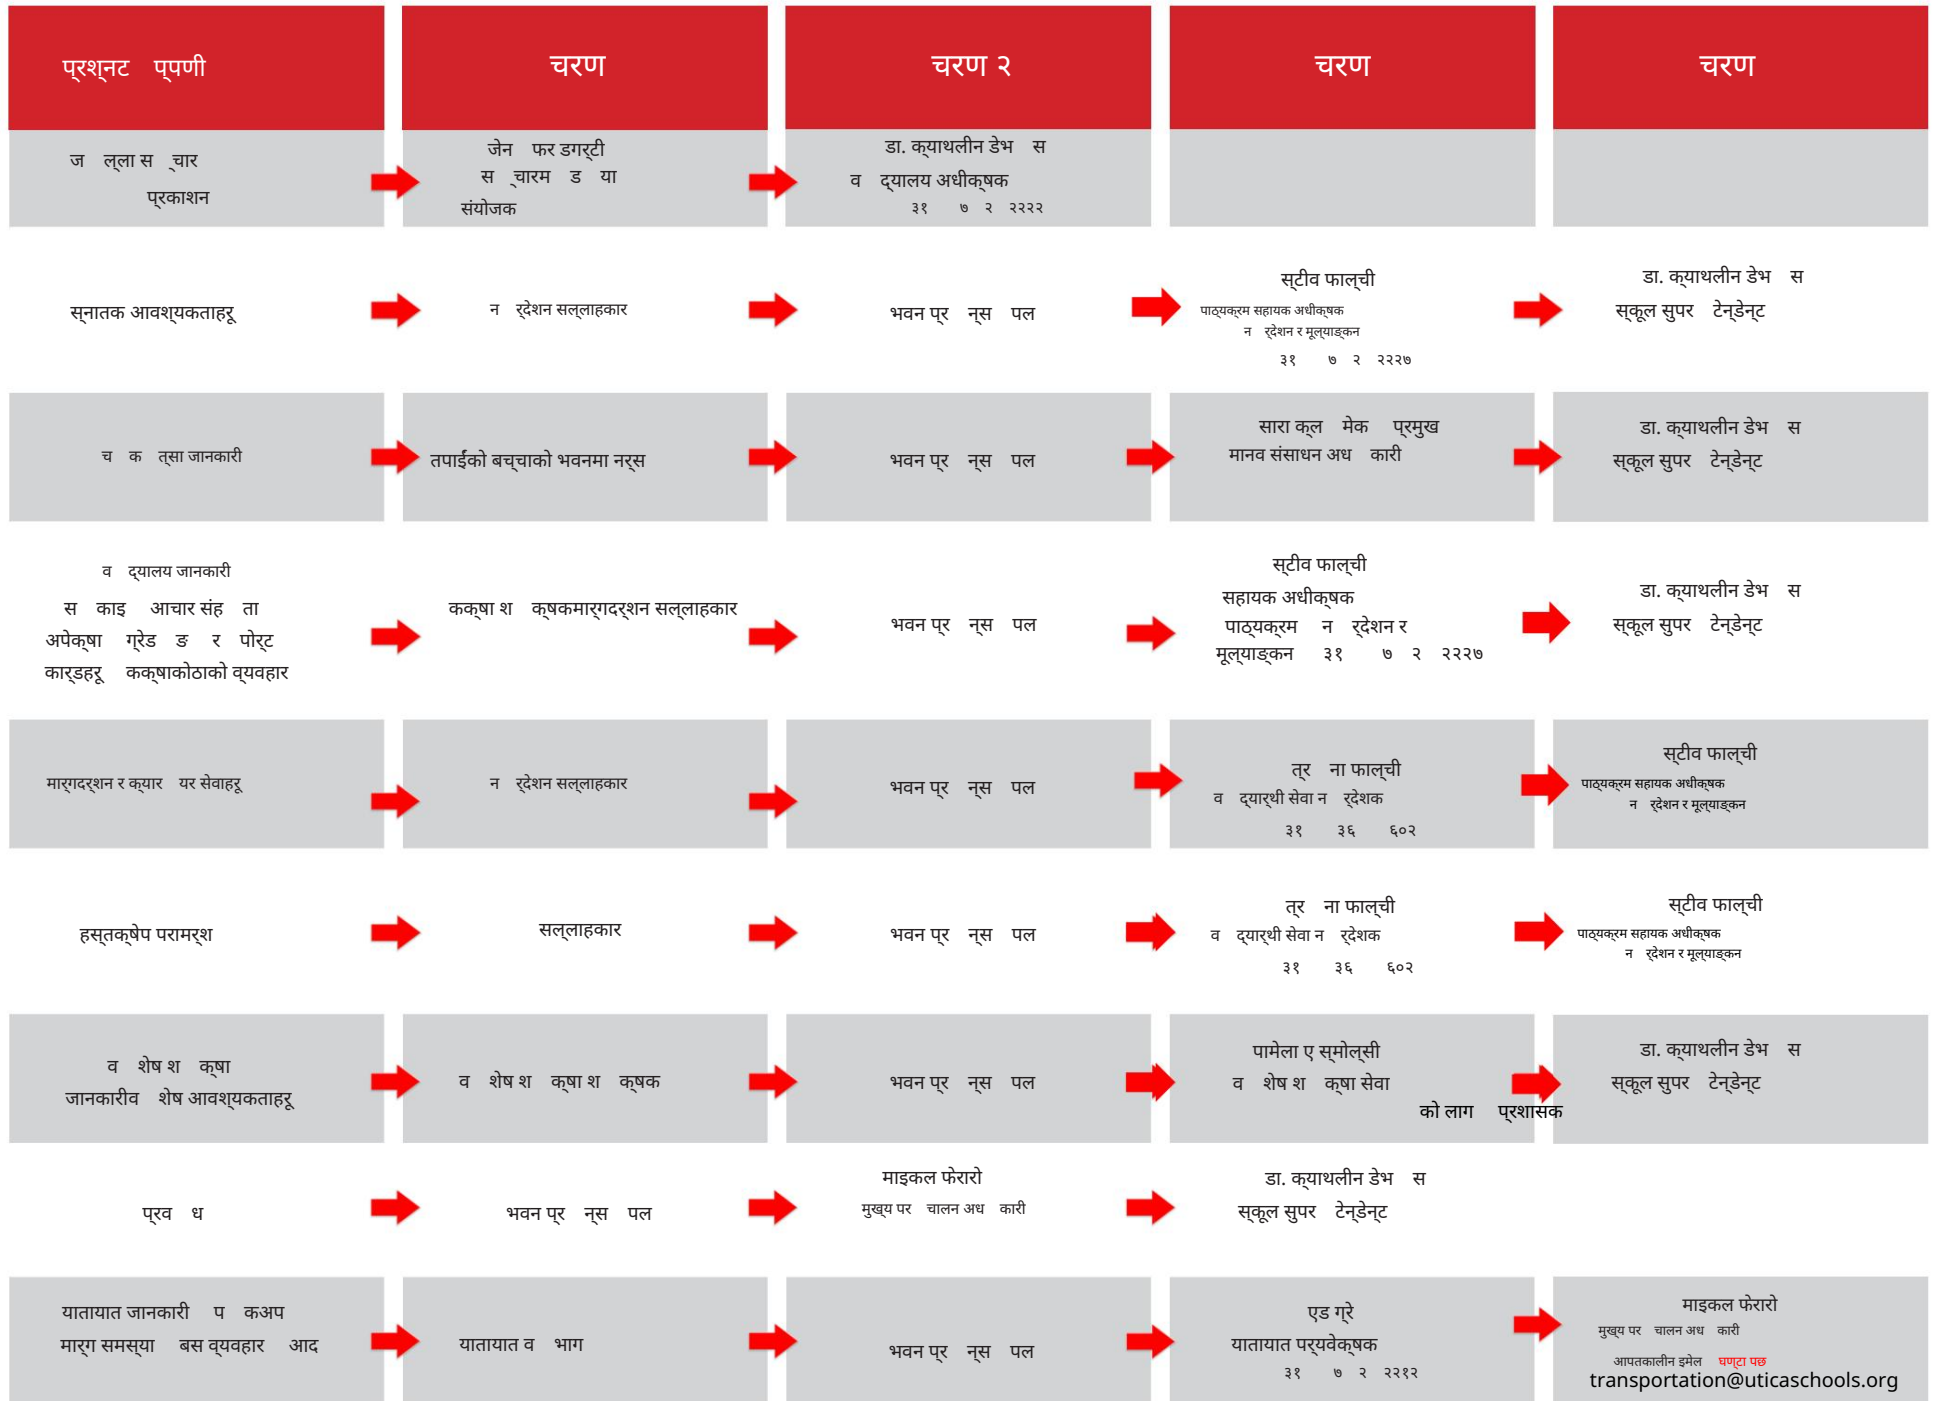 प्रश्नट प्पणी
चरण
चरण २
चरण
चरण
ज ल्ला स ्चार
प्रकाशन
जेन फर डगर्टी
स ्चारम ड या
संयोजक
डा. क्याथलीन डेभ स
व द्यालय अधीक्षक
३१ ७ २ २२२२
स्नातक आवश्यकताहरू
न र्देशन सल्लाहकार
भवन प्र न्स पल
स्टीव फाल्ची
पाठ्यक्रम सहायक अधीक्षक
न र्देशन र मूल्याङ्कन
३१ ७ २ २२२७
डा. क्याथलीन डेभ स
स्कूल सुपर टेन्डेन्ट
च क त्सा जानकारी
तपाईंको बच्चाको भवनमा नर्स
भवन प्र न्स पल
सारा क्ल मेक प्रमुख
मानव संसाधन अध कारी
डा. क्याथलीन डेभ स
स्कूल सुपर टेन्डेन्ट
व द्यालय जानकारी
स काइ आचार संह ता
अपेक्षा ग्रेड ङ र पोर्ट
कार्डहरू कक्षाकोठाको व्यवहार
कक्षा श क्षकमार्गदर्शन सल्लाहकार
भवन प्र न्स पल
स्टीव फाल्ची
सहायक अधीक्षक
पाठ्यक्रम न र्देशन र
मूल्याङ्कन ३१ ७ २ २२२७
डा. क्याथलीन डेभ स
स्कूल सुपर टेन्डेन्ट
मार्गदर्शन र क्यार यर सेवाहरू
न र्देशन सल्लाहकार
भवन प्र न्स पल
त्र ना फाल्ची
व द्यार्थी सेवा न र्देशक
३१ ३६ ६०२
स्टीव फाल्ची
पाठ्यक्रम सहायक अधीक्षक
न र्देशन र मूल्याङ्कन
हस्तक्षेप परामर्श
सल्लाहकार
भवन प्र न्स पल
त्र ना फाल्ची
व द्यार्थी सेवा न र्देशक
३१ ३६ ६०२
स्टीव फाल्ची
पाठ्यक्रम सहायक अधीक्षक
न र्देशन र मूल्याङ्कन
व शेष श क्षा
जानकारीव शेष आवश्यकताहरू
व शेष श क्षा श क्षक
भवन प्र न्स पल
पामेला ए स्मोल्सी
व शेष श क्षा सेवा
को लाग प्रशासक
डा. क्याथलीन डेभ स
स्कूल सुपर टेन्डेन्ट
प्रव ध
भवन प्र न्स पल
माइकल फेरारो
मुख्य पर चालन अध कारी
डा. क्याथलीन डेभ स
स्कूल सुपर टेन्डेन्ट
यातायात जानकारी प कअप
मार्ग समस्या बस व्यवहार आद
यातायात व भाग
भवन प्र न्स पल
एड ग्रे
यातायात पर्यवेक्षक
३१ ७ २ २२१२
माइकल फेरारो
मुख्य पर चालन अध कारी
आपतकालीन इमेल घण्टा पछ
transportation@uticaschools.org